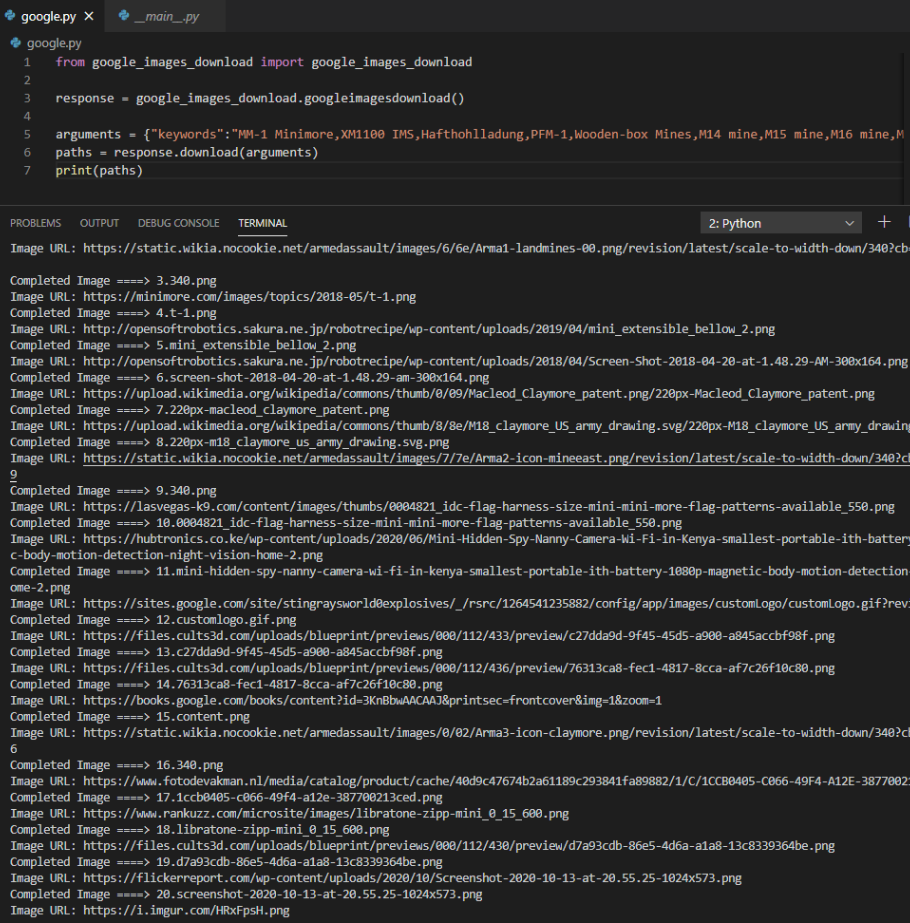 google.py
__main__.py
google.py
1 from google_images_download import google_images_download
2
3 response = google_images_download.googleimagesdownload()
4
5 arguments = {"keywords":"MM-1 Minimore,XM1100 IMS,Hafthohlladung,PFM-1,Wooden-box Mines,M14 mine,M15 mine,M16 mine,M
6 paths = response.download(arguments)
7 print(paths)
PROBLEMS OUTPUT DEBUG CONSOLE TERMINAL 2: Python
Image URL: https://static.wikia.nocookie.net/armedassault/images/6/6e/Arma1-landmines-00.png/revision/latest/scale-to-width-down/340?cb
Completed Image ====> 3.340.png
Image URL: https://minimore.com/images/topics/2018-05/t-1.png
Completed Image ====> 4.t-1.png
Image URL: http://opensoftrobotics.sakura.ne.jp/robotrecipe/wp-content/uploads/2019/04/mini_extensible_bellow_2.png
Completed Image ====> 5.mini_extensible_bellow_2.png
Image URL: http://opensoftrobotics.sakura.ne.jp/robotrecipe/wp-content/uploads/2018/04/Screen-Shot-2018-04-20-at-1.48.29-AM-300x164.png
Completed Image ====> 6.screen-shot-2018-04-20-at-1.48.29-am-300x164.png
Image URL: https://upload.wikimedia.org/wikipedia/commons/thumb/0/09/Macleod_Claymore_patent.png/220px-Macleod_Claymore_patent.png
Completed Image ====> 7.220px-macleod_claymore_patent.png
Image URL: https://upload.wikimedia.org/wikipedia/commons/thumb/8/8e/M18_claymore_US_army_drawing.svg/220px-M18_claymore_US_army_drawing
Completed Image ====> 8.220px-m18_claymore_us_army_drawing.svg.png
Image URL: https://static.wikia.nocookie.net/armedassault/images/7/7e/Arma2-icon-mineeast.png/revision/latest/scale-to-width-down/340?cb
9
Completed Image ====> 9.340.png
Image URL: https://lasvegas-k9.com/content/images/thumbs/0004821_idc-flag-harness-size-mini-mini-more-flag-patterns-available_550.png
Completed Image ====> 10.0004821_idc-flag-harness-size-mini-mini-more-flag-patterns-available_550.png
Image URL: https://hubtronics.co.ke/wp-content/uploads/2020/06/Mini-Hidden-Spy-Nanny-Camera-Wi-Fi-in-Kenya-smallest-portable-ith-battery
c-body-motion-detection-night-vision-home-2.png
Completed Image ====> 11.mini-hidden-spy-nanny-camera-wi-fi-in-kenya-smallest-portable-ith-battery-1080p-magnetic-body-motion-detection-
ome-2.png
Image URL: https://sites.google.com/site/stingraysworld0explosives/_/rsrc/1264541235882/config/app/images/customLogo/customLogo.gif?revi
Completed Image ====> 12.customlogo.gif.png
Image URL: https://files.cults3d.com/uploads/blueprint/previews/000/112/433/preview/c27dda9d-9f45-45d5-a900-a845accbf98f.png
Completed Image ====> 13.c27dda9d-9f45-45d5-a900-a845accbf98f.png
Image URL: https://files.cults3d.com/uploads/blueprint/previews/000/112/436/preview/76313ca8-fec1-4817-8cca-af7c26f10c80.png
Completed Image ====> 14.76313ca8-fec1-4817-8cca-af7c26f10c80.png
Image URL: https://books.google.com/books/content?id=3KnBbwAACAAJ&printsec=frontcover&img=1&zoom=1
Completed Image ====> 15.content.png
Image URL: https://static.wikia.nocookie.net/armedassault/images/0/02/Arma3-icon-claymore.png/revision/latest/scale-to-width-down/340?cb
6
Completed Image ====> 16.340.png
Image URL: https://www.fotodevakman.nl/media/catalog/product/cache/40d9c47674b2a61189c293841fa89882/1/C/1CCB0405-C066-49F4-A12E-38770021
Completed Image ====> 17.1ccb0405-c066-49f4-a12e-387700213ced.png
Image URL: https://www.rankuzz.com/microsite/images/libratone-zipp-mini_0_15_600.png
Completed Image ====> 18.libratone-zipp-mini_0_15_600.png
Image URL: https://files.cults3d.com/uploads/blueprint/previews/000/112/430/preview/d7a93cdb-86e5-4d6a-a1a8-13c8339364be.png
Completed Image ====> 19.d7a93cdb-86e5-4d6a-a1a8-13c8339364be.png
Image URL: https://flickerreport.com/wp-content/uploads/2020/10/Screenshot-2020-10-13-at-20.55.25-1024x573.png
Completed Image ====> 20.screenshot-2020-10-13-at-20.55.25-1024x573.png
Image URL: https://i.imgur.com/HRxFpsH.png